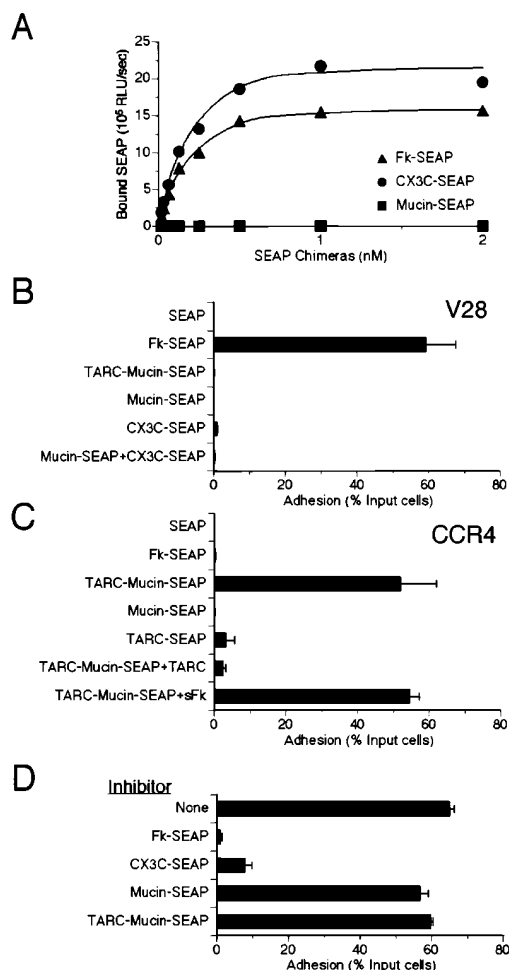 A
Bound SEAP (10⁵ RLU/sec)
25
20
15
10
5
0
0
1
2
SEAP Chimeras (nM)
Fk-SEAP
CX3C-SEAP
Mucin-SEAP
B
V28
SEAP
Fk-SEAP
TARC-Mucin-SEAP
Mucin-SEAP
CX3C-SEAP
Mucin-SEAP+CX3C-SEAP
0
20
40
60
80
Adhesion (% Input cells)
C
CCR4
SEAP
Fk-SEAP
TARC-Mucin-SEAP
Mucin-SEAP
TARC-SEAP
TARC-Mucin-SEAP+TARC
TARC-Mucin-SEAP+sFk
0
20
40
60
80
Adhesion (% Input cells)
D
Inhibitor
None
Fk-SEAP
CX3C-SEAP
Mucin-SEAP
TARC-Mucin-SEAP
0
20
40
60
80
Adhesion (% Input cells)